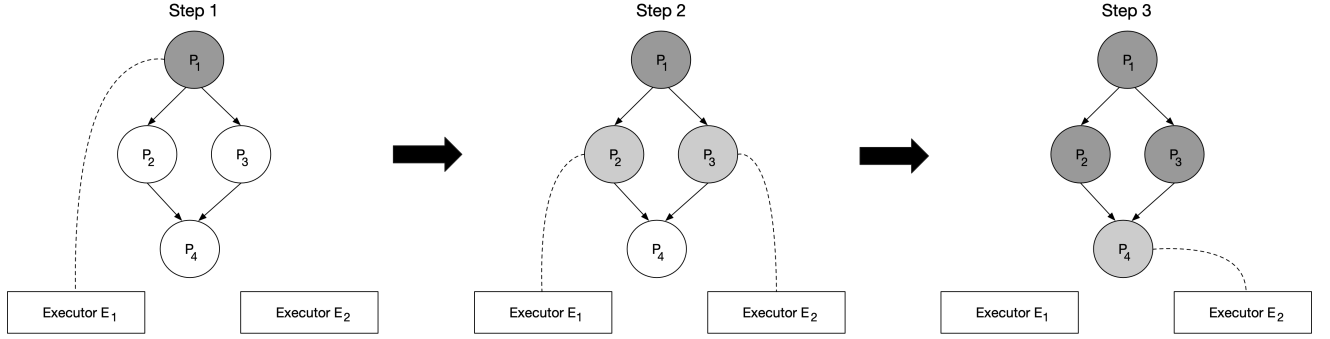 Step 1
P1
P2
P3
P4
Executor E1
Executor E2
Step 2
P1
P2
P3
P4
Executor E1
Executor E2
Step 3
P1
P2
P3
P4
Executor E1
Executor E2